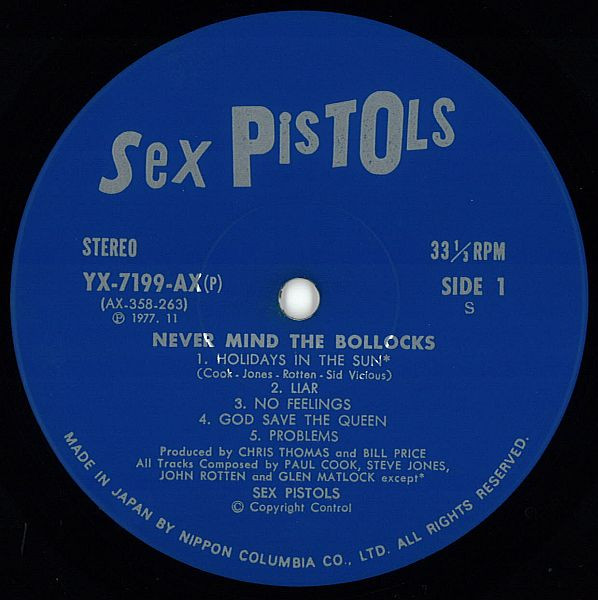 Sex PisTOls
STEREO
33 1/3 RPM
YX-7199-AX(P)
SIDE 1
(AX-358-263)
S
℗ 1977. 11
NEVER MIND THE BOLLOCKS
1. HOLIDAYS IN THE SUN*
(Cook - Jones - Rotten - Sid Vicious)
2. LIAR
3. NO FEELINGS
4. GOD SAVE THE QUEEN
5. PROBLEMS
Produced by CHRIS THOMAS and BILL PRICE
All Tracks Composed by PAUL COOK, STEVE JONES,
JOHN ROTTEN and GLEN MATLOCK except*
SEX PISTOLS
© Copyright Control
MADE IN JAPAN BY NIPPON COLUMBIA CO., LTD. ALL RIGHTS RESERVED.